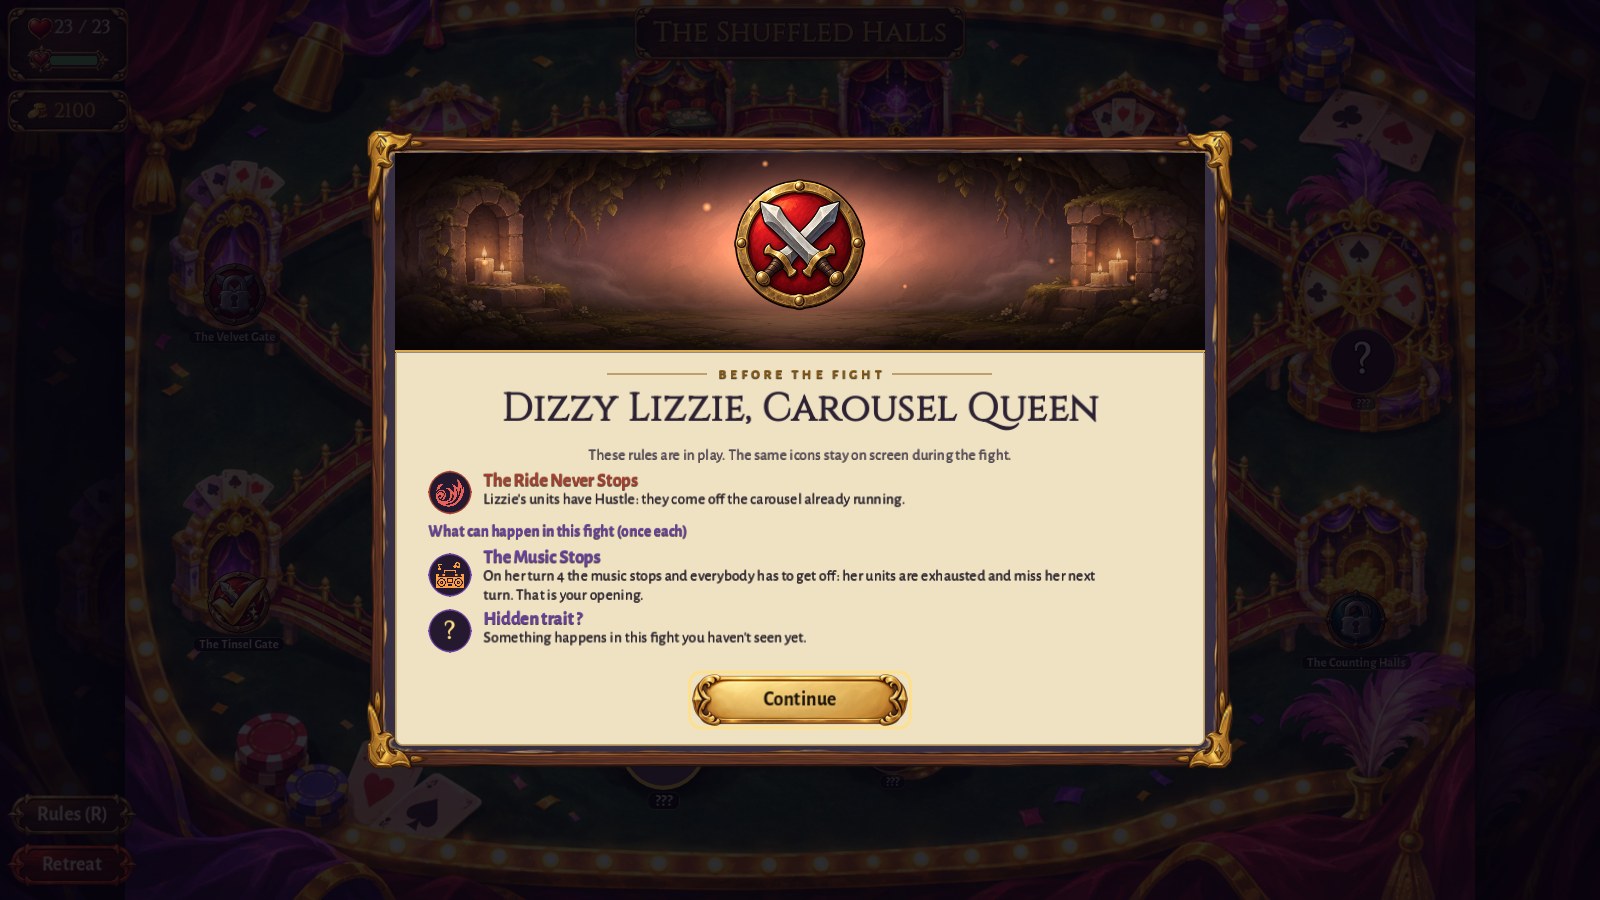 23 / 23
THE SHUFFLED HALLS
2100
BEFORE THE FIGHT
DIZZY LIZZIE, CAROUSEL QUEEN
These rules are in play. The same icons stay on screen during the fight.
The Ride Never Stops
Lizzie's units have Hustle: they come off the carousel already running.
What can happen in this fight (once each)
The Music Stops
On her turn 4 the music stops and everybody has to get off: her units are exhausted and miss her next
turn. That is your opening.
?
Hidden trait ?
Something happens in this fight you haven't seen yet.
Continue
The Velvet Gate
?
???
The Tinsel Gate
The Counting Halls
???
???
Rules (R)
Retreat